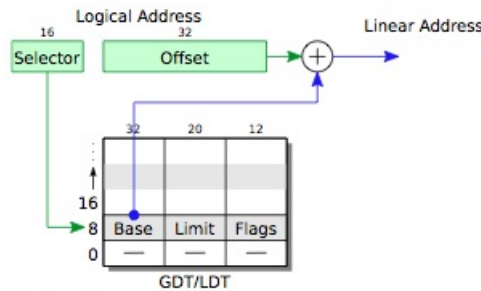 Logical Address
16 32
Selector Offset + Linear Address
32 20 12
16
8 Base Limit Flags
0 — — —
GDT/LDT